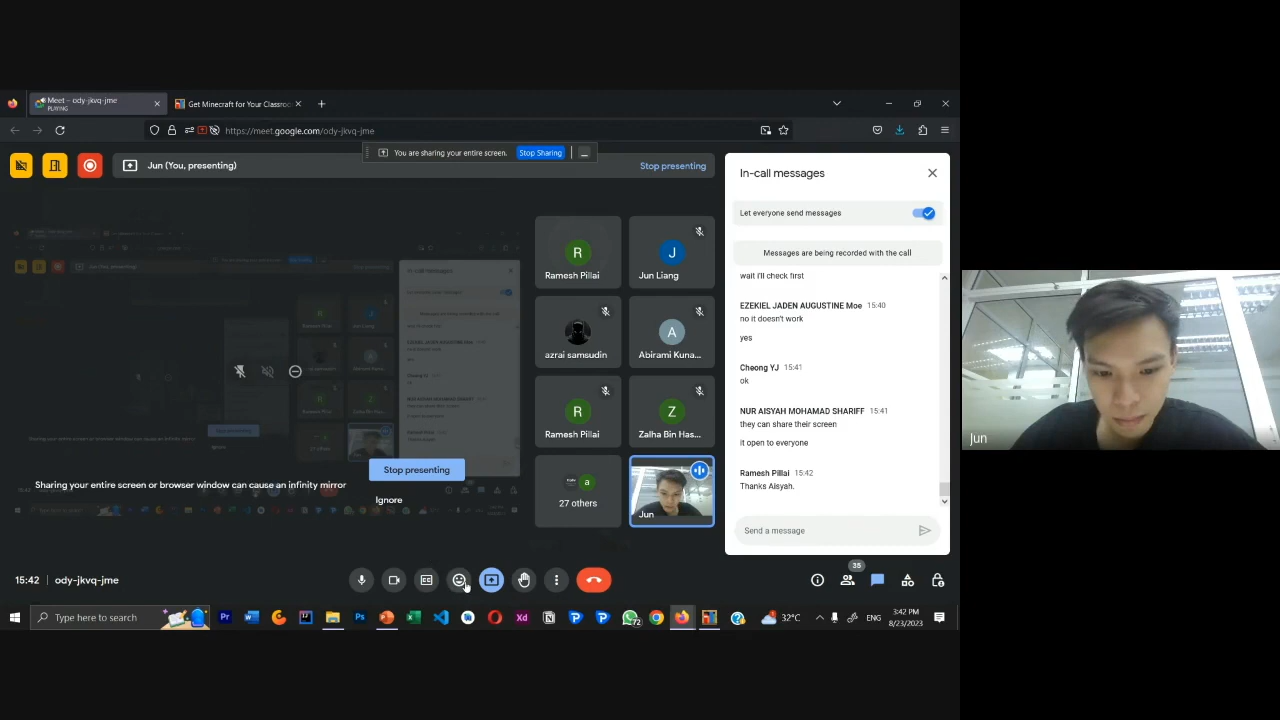 Meet – ody-jkvq-jme
PLAYING
Get Minecraft for Your Classroo
https://meet.google.com/ody-jkvq-jme
You are sharing your entire screen.
Stop Sharing
Jun (You, presenting)
Stop presenting
In-call messages
Let everyone send messages
Messages are being recorded with the call
wait I'll check first
EZEKIEL JADEN AUGUSTINE Moe 15:40
no it doesn't work
yes
Cheong YJ 15:41
ok
NUR AISYAH MOHAMAD SHARIFF 15:41
they can share their screen
it open to everyone
Ramesh Pillai 15:42
Thanks Aisyah.
Send a message
R
Ramesh Pillai
J
Jun Liang
azrai samsudin
A
Abirami Kuna...
R
Ramesh Pillai
Z
Zalha Bin Has...
a
27 others
Jun
Stop presenting
Sharing your entire screen or browser window can cause an infinity mirror
Ignore
15:42 ody-jkvq-jme
35
Type here to search
72
32°C
ENG
3:42 PM
8/23/2023
Jun